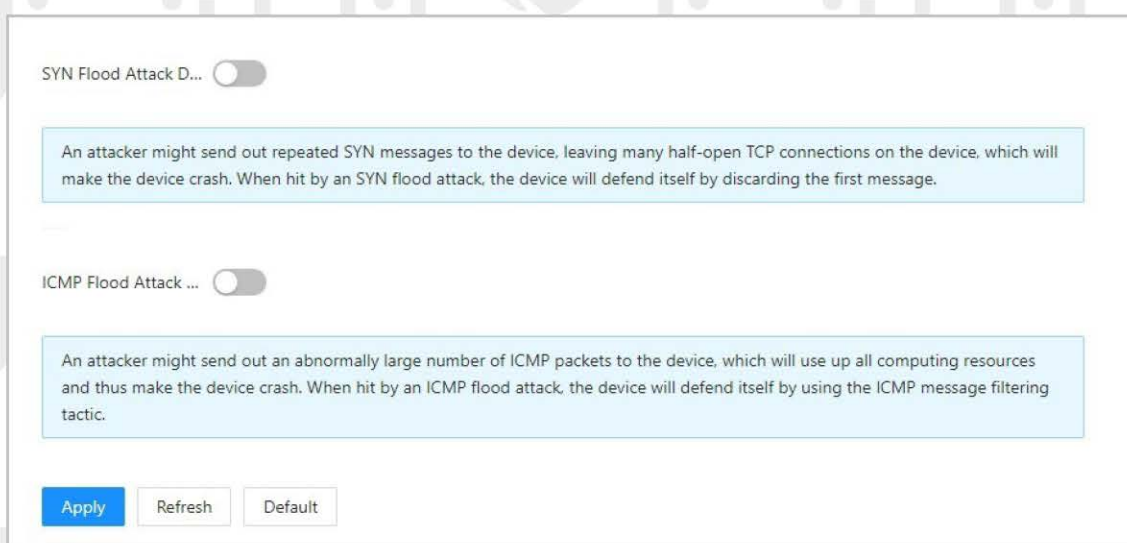 SYN Flood Attack D...
An attacker might send out repeated SYN messages to the device, leaving many half-open TCP connections on the device, which will
make the device crash. When hit by an SYN flood attack, the device will defend itself by discarding the first message.
ICMP Flood Attack ...
An attacker might send out an abnormally large number of ICMP packets to the device, which will use up all computing resources
and thus make the device crash. When hit by an ICMP flood attack, the device will defend itself by using the ICMP message filtering
tactic.
Apply Refresh Default